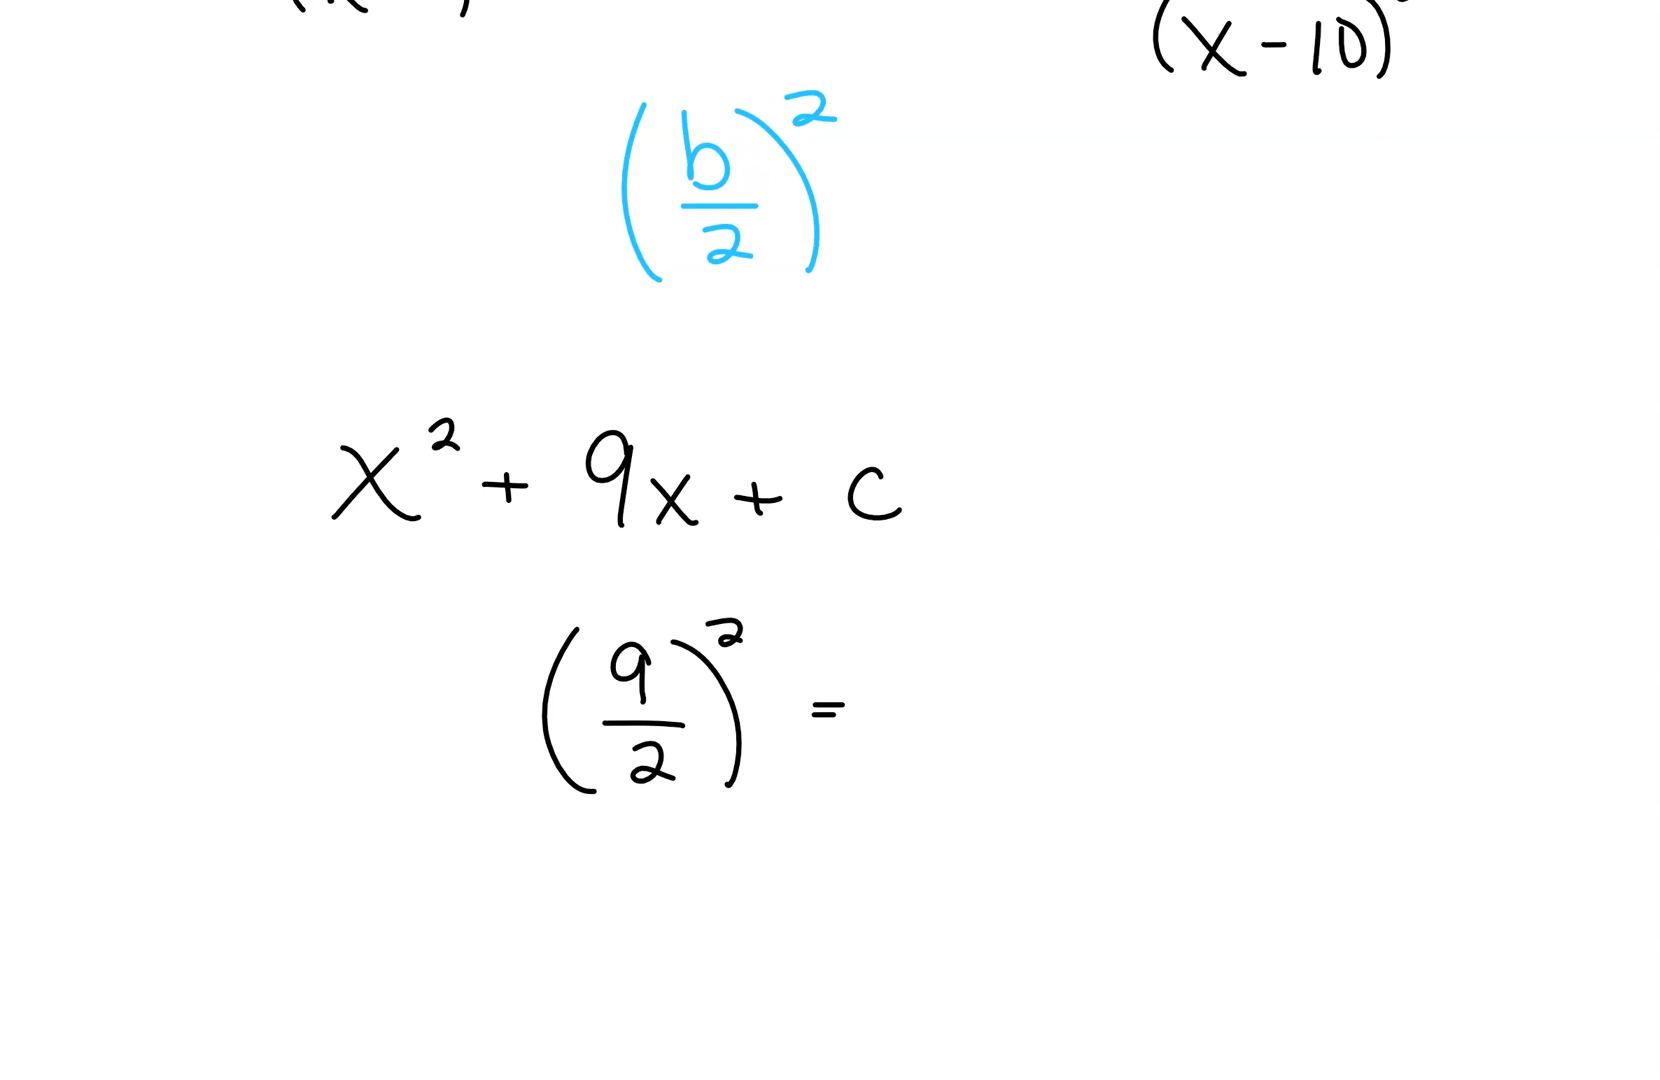 (x - 10)
(b/2)²
x² + 9x + c
(9/2)² =